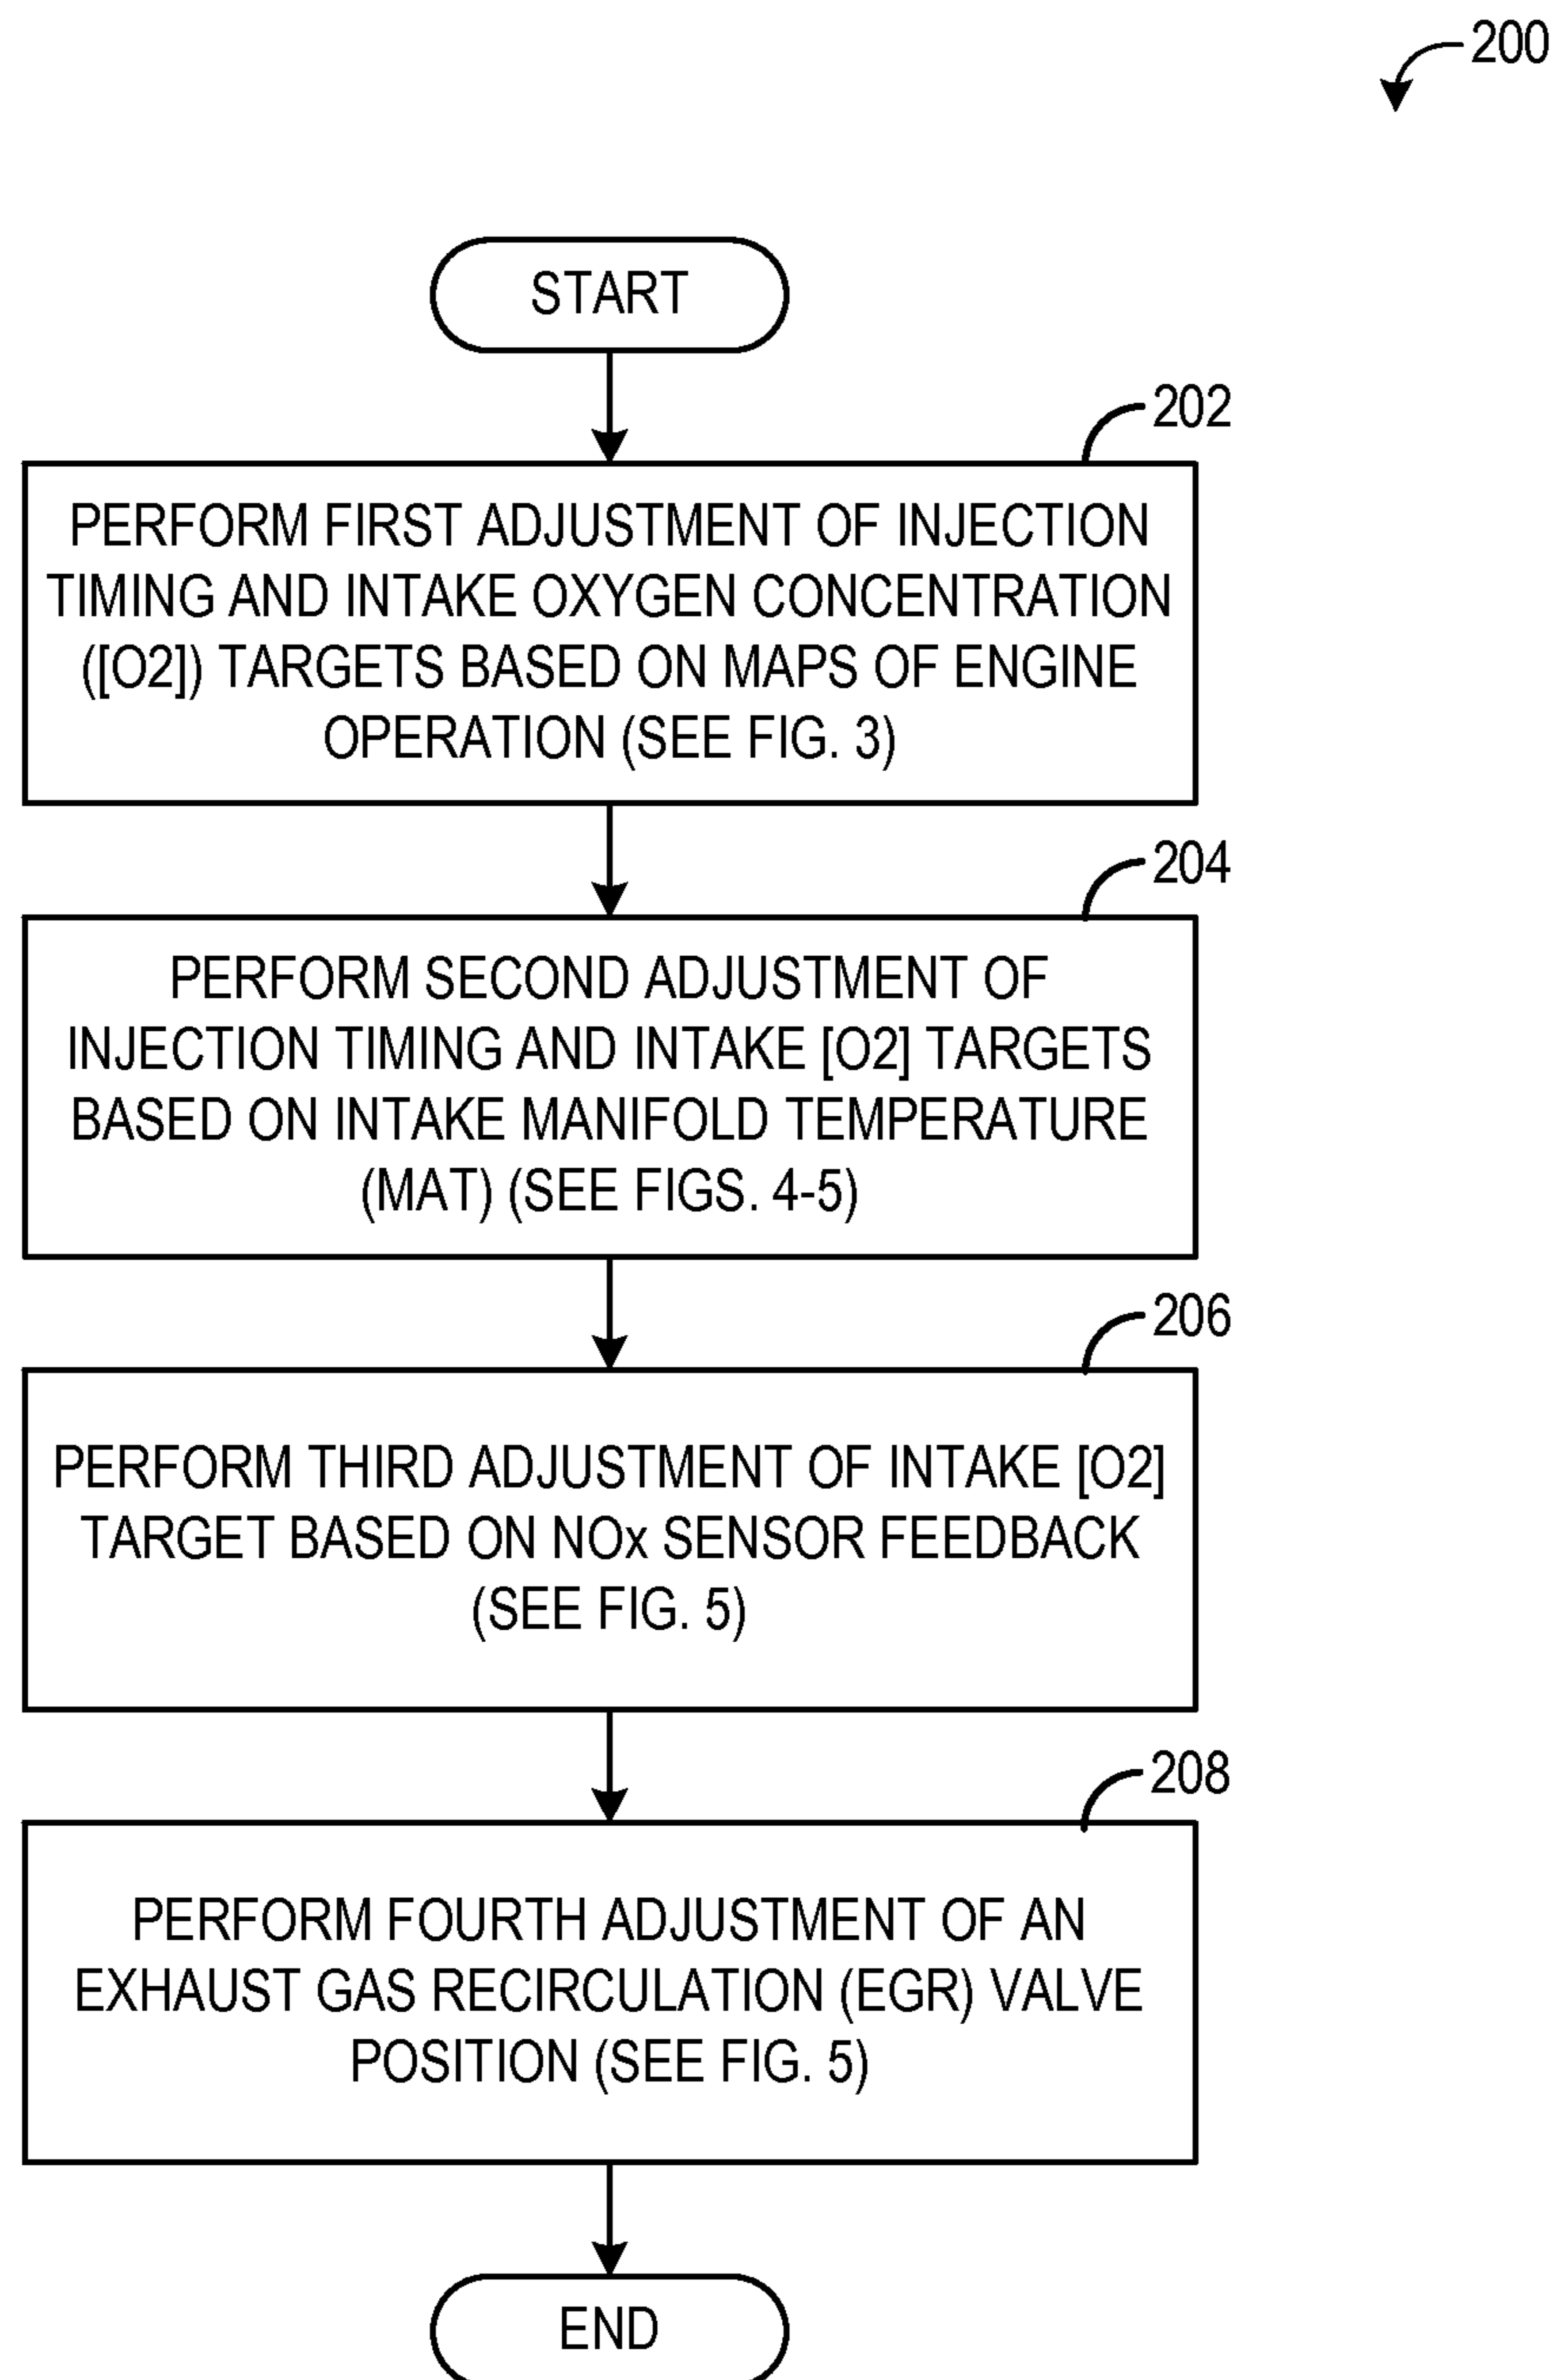 200
START
202
PERFORM FIRST ADJUSTMENT OF INJECTION
TIMING AND INTAKE OXYGEN CONCENTRATION
([O2]) TARGETS BASED ON MAPS OF ENGINE
OPERATION (SEE FIG. 3)
204
PERFORM SECOND ADJUSTMENT OF
INJECTION TIMING AND INTAKE [O2] TARGETS
BASED ON INTAKE MANIFOLD TEMPERATURE
(MAT) (SEE FIGS. 4-5)
206
PERFORM THIRD ADJUSTMENT OF INTAKE [O2]
TARGET BASED ON NOx SENSOR FEEDBACK
(SEE FIG. 5)
208
PERFORM FOURTH ADJUSTMENT OF AN
EXHAUST GAS RECIRCULATION (EGR) VALVE
POSITION (SEE FIG. 5)
END